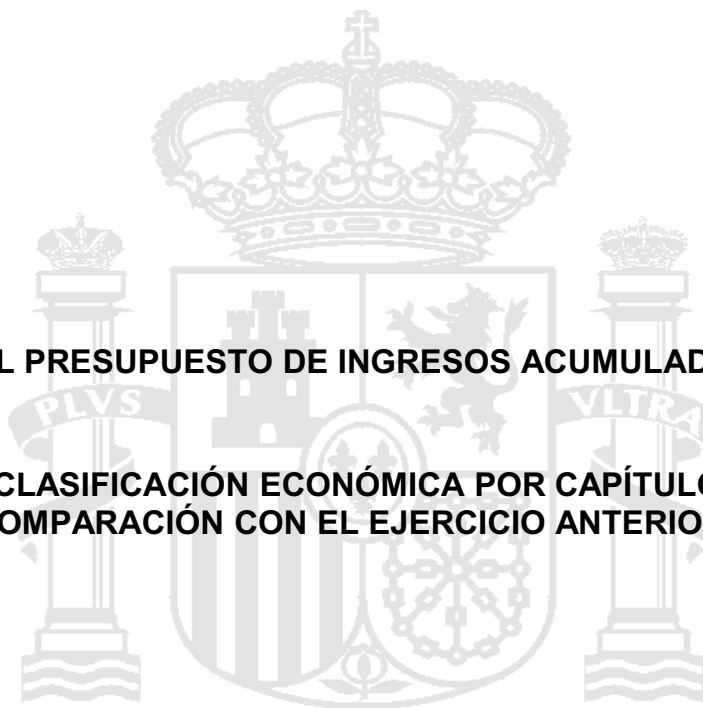 L PRESUPUESTO DE INGRESOS ACUMULAD
PLVS
VLTRA
CLASIFICACIÓN ECONÓMICA POR CAPÍTULO
OMPARACIÓN CON EL EJERCICIO ANTERIO